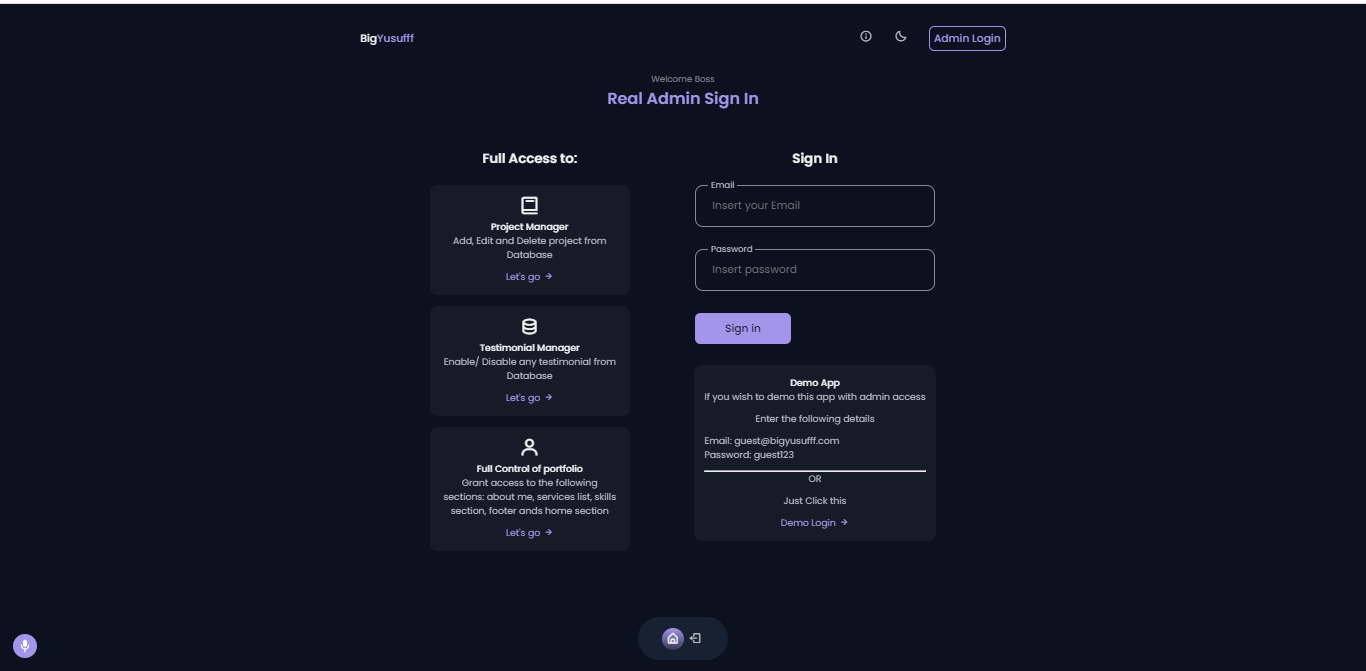 BigYusufff
Admin Login
Welcome Boss
Real Admin Sign In
Full Access to:
Project Manager
Add, Edit and Delete project from
Database
Let's go →
Testimonial Manager
Enable/ Disable any testimonial from
Database
Let's go →
Full Control of portfolio
Grant access to the following
sections: about me, services list, skills
section, footer ands home section
Let's go →
Sign In
Email
Insert your Email
Password
Insert password
Sign in
Demo App
If you wish to demo this app with admin access
Enter the following details
Email: guest@bigyusufff.com
Password: guest123
OR
Just Click this
Demo Login →